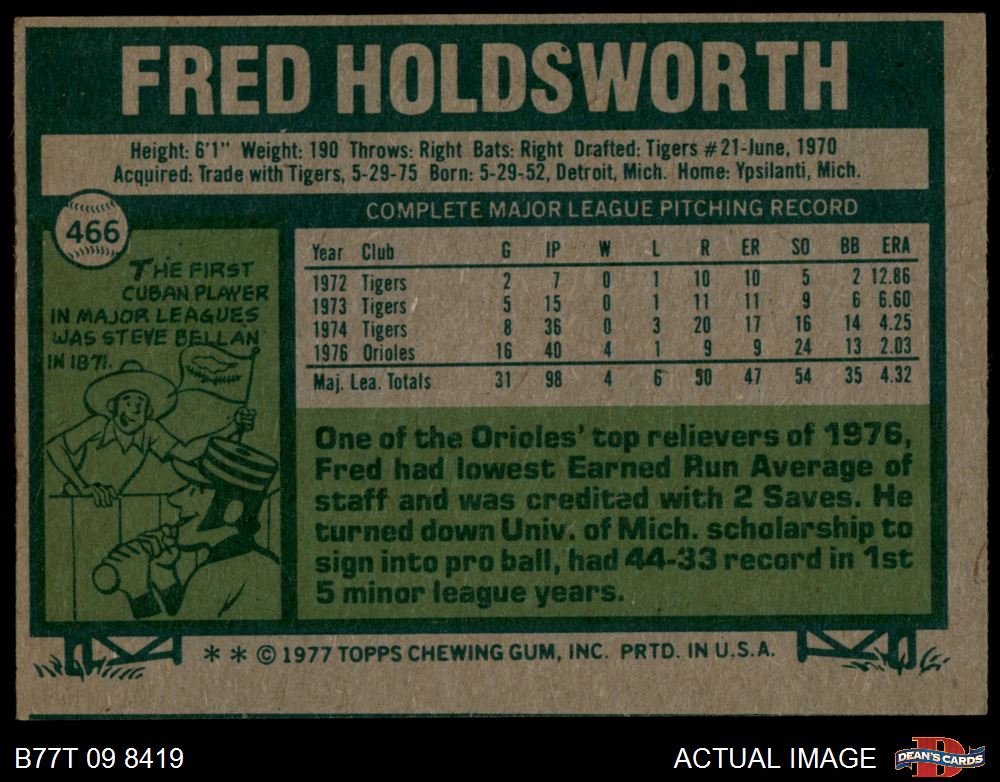 FRED HOLDSWORTH
Height: 6'1" Weight: 190 Throws: Right Bats: Right Drafted: Tigers #21-June, 1970
Acquired: Trade with Tigers, 5-29-75 Born: 5-29-52, Detroit, Mich. Home: Ypsilanti, Mich.
466
THE FIRST
CUBAN PLAYER
IN MAJOR LEAGUES
WAS STEVE BELLAN
IN 1871.
COMPLETE MAJOR LEAGUE PITCHING RECORD
Year Club G IP W L R ER SO BB ERA
1972 Tigers 2 7 0 1 10 10 5 2 12.86
1973 Tigers 5 15 0 1 11 11 9 6 6.60
1974 Tigers 8 36 0 3 20 17 16 14 4.25
1976 Orioles 16 40 4 1 9 9 24 13 2.03
Maj. Lea. Totals 31 98 4 6 50 47 54 35 4.32
One of the Orioles' top relievers of 1976,
Fred had lowest Earned Run Average of
staff and was credited with 2 Saves. He
turned down Univ. of Mich. scholarship to
sign into pro ball, had 44-33 record in 1st
5 minor league years.
* * © 1977 TOPPS CHEWING GUM, INC. PRTD. IN U.S.A.
B77T 09 8419
ACTUAL IMAGE
DEAN'S CARDS